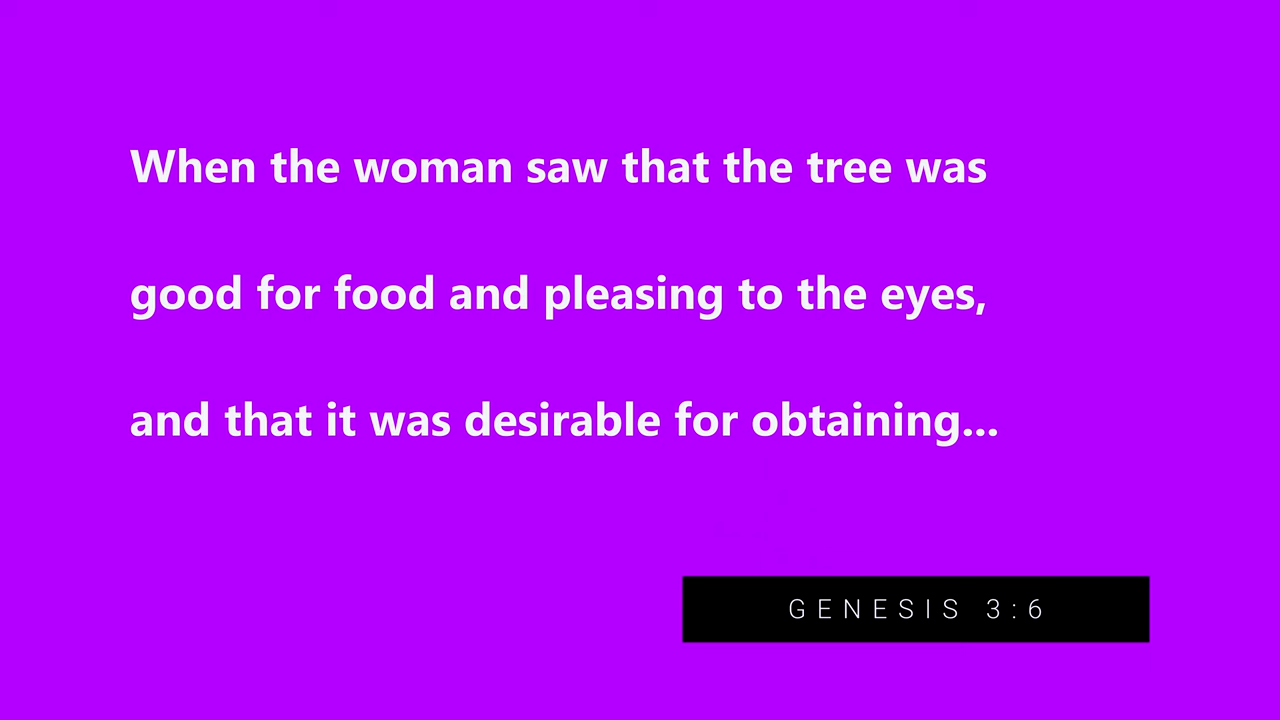 When the woman saw that the tree was
good for food and pleasing to the eyes,
and that it was desirable for obtaining...
GENESIS 3:6